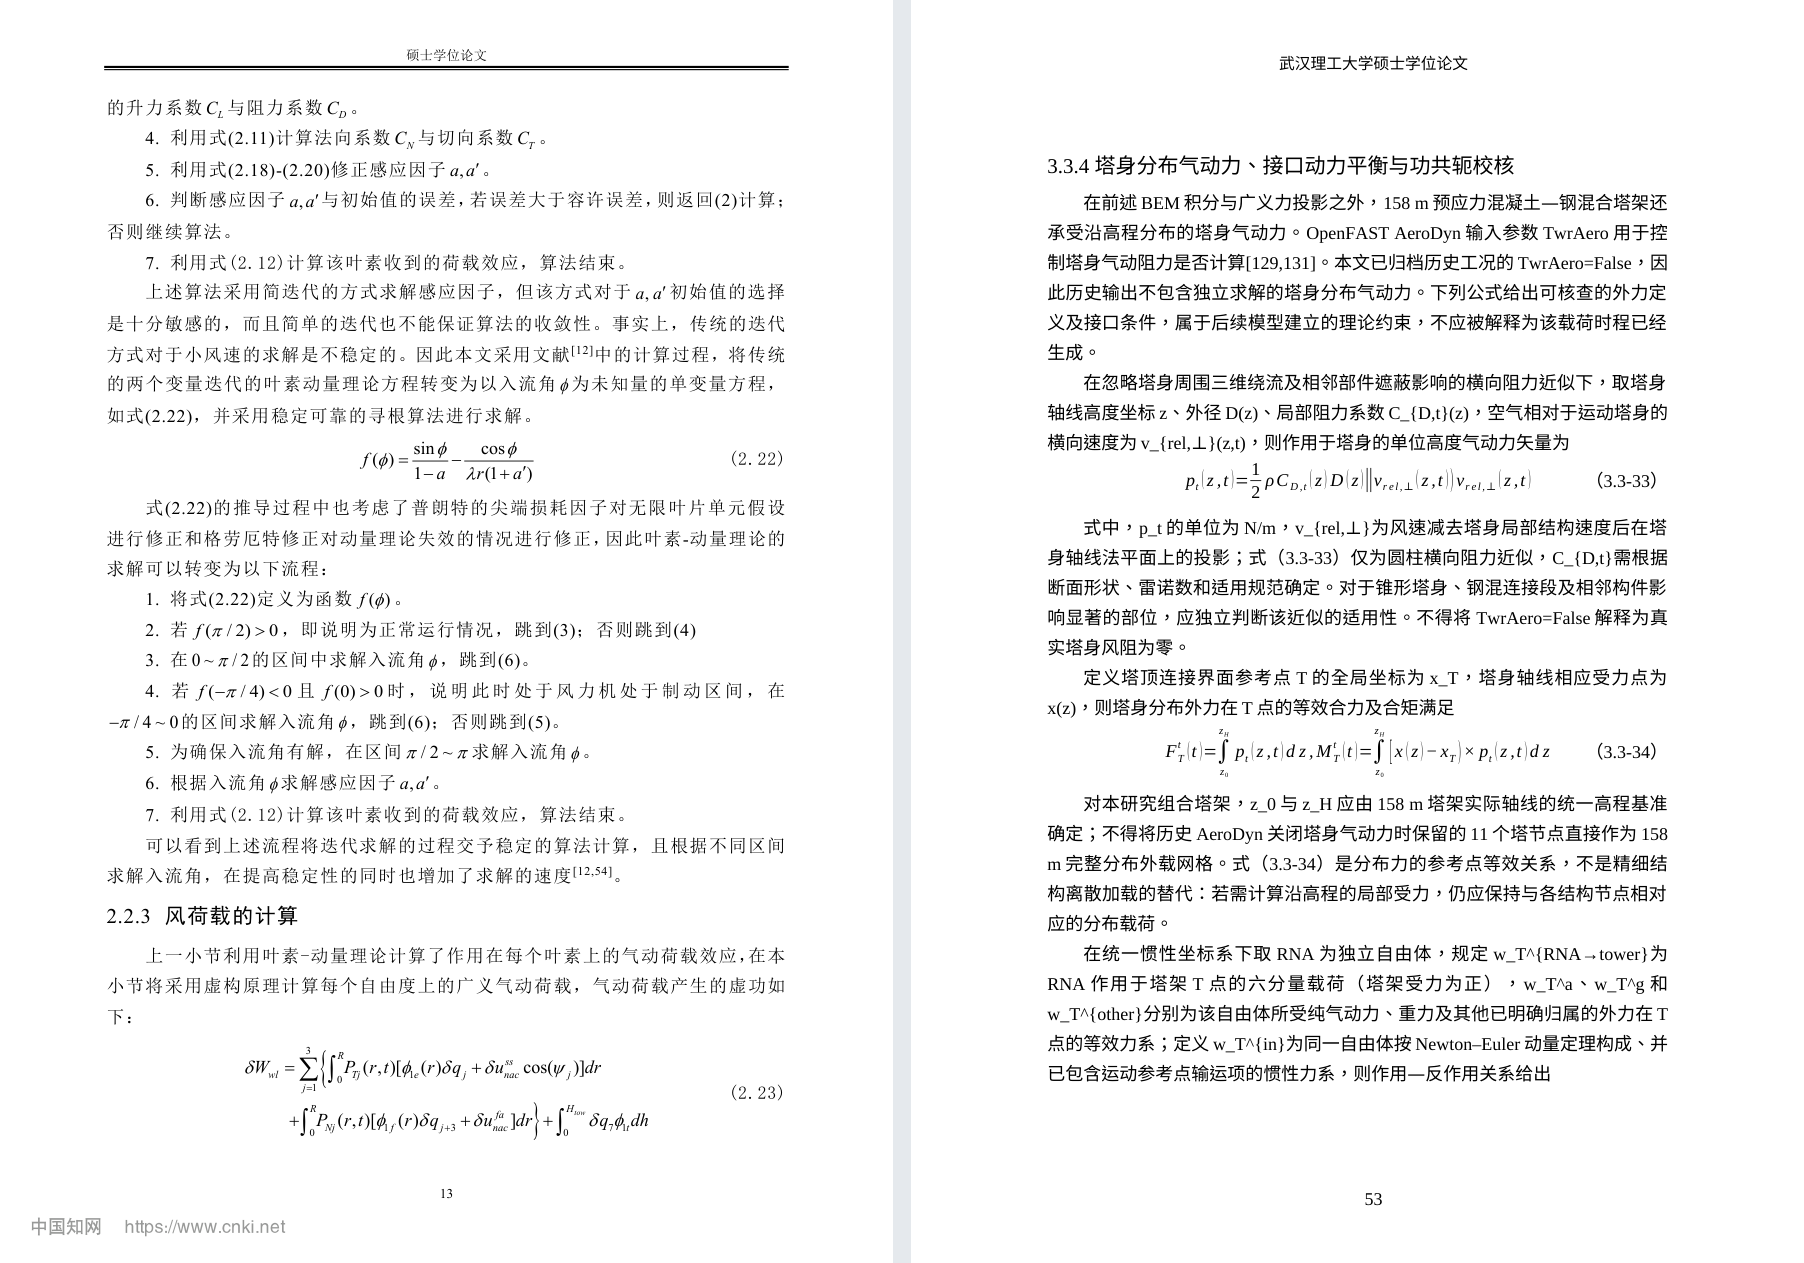 硕士学位论文
的升力系数 C_L 与阻力系数 C_D 。
4. 利用式(2.11)计算法向系数 C_N 与切向系数 C_T 。
5. 利用式(2.18)-(2.20)修正感应因子 a,a′ 。
6. 判断感应因子 a,a′ 与初始值的误差，若误差大于容许误差，则返回(2)计算；
否则继续算法。
7. 利用式(2.12)计算该叶素收到的荷载效应，算法结束。
上述算法采用简迭代的方式求解感应因子，但该方式对于 a,a′ 初始值的选择
是十分敏感的，而且简单的迭代也不能保证算法的收敛性。事实上，传统的迭代
方式对于小风速的求解是不稳定的。因此本文采用文献[12]中的计算过程，将传统
的两个变量迭代的叶素动量理论方程转变为以入流角 ϕ 为未知量的单变量方程，
如式(2.22)，并采用稳定可靠的寻根算法进行求解。
f(ϕ) = sinϕ/(1−a) − cosϕ/(λr(1+a′)) (2.22)
式(2.22)的推导过程中也考虑了普朗特的尖端损耗因子对无限叶片单元假设
进行修正和格劳厄特修正对动量理论失效的情况进行修正，因此叶素-动量理论的
求解可以转变为以下流程：
1. 将式(2.22)定义为函数 f(ϕ) 。
2. 若 f(π/2)>0，即说明为正常运行情况，跳到(3)；否则跳到(4)
3. 在 0~π/2 的区间中求解入流角 ϕ，跳到(6)。
4. 若 f(−π/4)<0 且 f(0)>0 时，说明此时处于风力机处于制动区间，在
−π/4~0 的区间求解入流角 ϕ，跳到(6)；否则跳到(5)。
5. 为确保入流角有解，在区间 π/2~π 求解入流角 ϕ 。
6. 根据入流角 ϕ 求解感应因子 a,a′ 。
7. 利用式(2.12)计算该叶素收到的荷载效应，算法结束。
可以看到上述流程将迭代求解的过程交予稳定的算法计算，且根据不同区间
求解入流角，在提高稳定性的同时也增加了求解的速度[12,54]。
2.2.3 风荷载的计算
上一小节利用叶素-动量理论计算了作用在每个叶素上的气动荷载效应，在本
小节将采用虚构原理计算每个自由度上的广义气动荷载，气动荷载产生的虚功如
下：
δW_wl = ∑_{j=1}^{3} {∫_0^R P_Tj(r,t)[ϕ_1e(r)δq_j + δu_nac^ss cos(ψ_j)]dr
+∫_0^R P_Nj(r,t)[ϕ_1f(r)δq_{j+3} + δu_nac^fa]dr} + ∫_0^{H_tow} δq_7ϕ_1t dh (2.23)
13
中国知网 https://www.cnki.net
武汉理工大学硕士学位论文
3.3.4 塔身分布气动力、接口动力平衡与功共轭校核
在前述 BEM 积分与广义力投影之外，158 m 预应力混凝土—钢混合塔架还
承受沿高程分布的塔身气动力。OpenFAST AeroDyn 输入参数 TwrAero 用于控
制塔身气动阻力是否计算[129,131]。本文已归档历史工况的 TwrAero=False，因
此历史输出不包含独立求解的塔身分布气动力。下列公式给出可核查的外力定
义及接口条件，属于后续模型建立的理论约束，不应被解释为该载荷时程已经
生成。
在忽略塔身周围三维绕流及相邻部件遮蔽影响的横向阻力近似下，取塔身
轴线高度坐标 z、外径 D(z)、局部阻力系数 C_{D,t}(z)，空气相对于运动塔身的
横向速度为 v_{rel,⊥}(z,t)，则作用于塔身的单位高度气动力矢量为
p_t(z,t)=1/2 ρ C_{D,t}(z) D(z)‖v_{rel,⊥}(z,t)‖v_{rel,⊥}(z,t) （3.3-33）
式中，p_t 的单位为 N/m，v_{rel,⊥}为风速减去塔身局部结构速度后在塔
身轴线法平面上的投影；式（3.3-33）仅为圆柱横向阻力近似，C_{D,t}需根据
断面形状、雷诺数和适用规范确定。对于锥形塔身、钢混连接段及相邻构件影
响显著的部位，应独立判断该近似的适用性。不得将 TwrAero=False 解释为真
实塔身风阻为零。
定义塔顶连接界面参考点 T 的全局坐标为 x_T，塔身轴线相应受力点为
x(z)，则塔身分布外力在 T 点的等效合力及合矩满足
F_T^t(t)=∫_{z_0}^{z_H} p_t(z,t)dz, M_T^t(t)=∫_{z_0}^{z_H} [x(z)−x_T]×p_t(z,t)dz （3.3-34）
对本研究组合塔架，z_0 与 z_H 应由 158 m 塔架实际轴线的统一高程基准
确定；不得将历史 AeroDyn 关闭塔身气动力时保留的 11 个塔节点直接作为 158
m 完整分布外载网格。式（3.3-34）是分布力的参考点等效关系，不是精细结
构离散加载的替代：若需计算沿高程的局部受力，仍应保持与各结构节点相对
应的分布载荷。
在统一惯性坐标系下取 RNA 为独立自由体，规定 w_T^{RNA→tower}为
RNA 作用于塔架 T 点的六分量载荷（塔架受力为正），w_T^a、w_T^g 和
w_T^{other}分别为该自由体所受纯气动力、重力及其他已明确归属的外力在 T
点的等效力系；定义 w_T^{in}为同一自由体按 Newton–Euler 动量定理构成、并
已包含运动参考点输运项的惯性力系，则作用—反作用关系给出
53